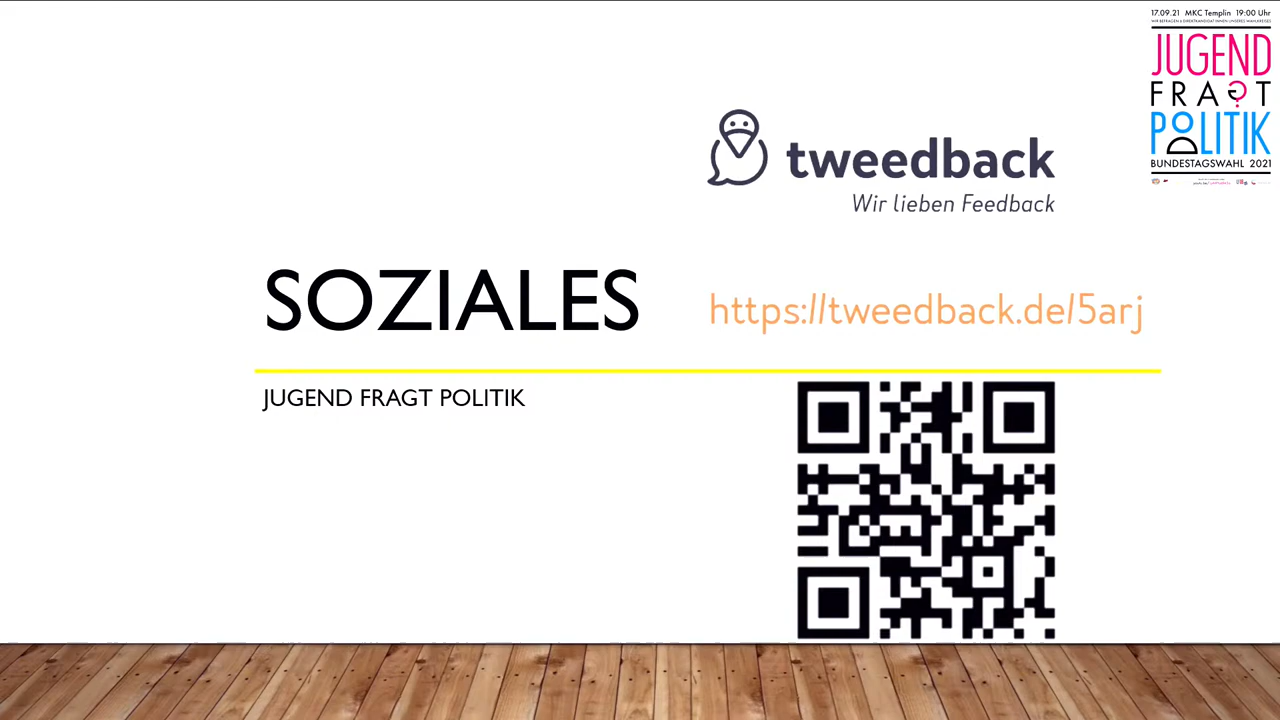 17.09.21 MKC Templin 19:00 Uhr
JUGEND
FRAGT
POLITIK
BUNDESTAGSWAHL 2021
tweedback
Wir lieben Feedback
SOZIALES
https://tweedback.de/5arj
JUGEND FRAGT POLITIK